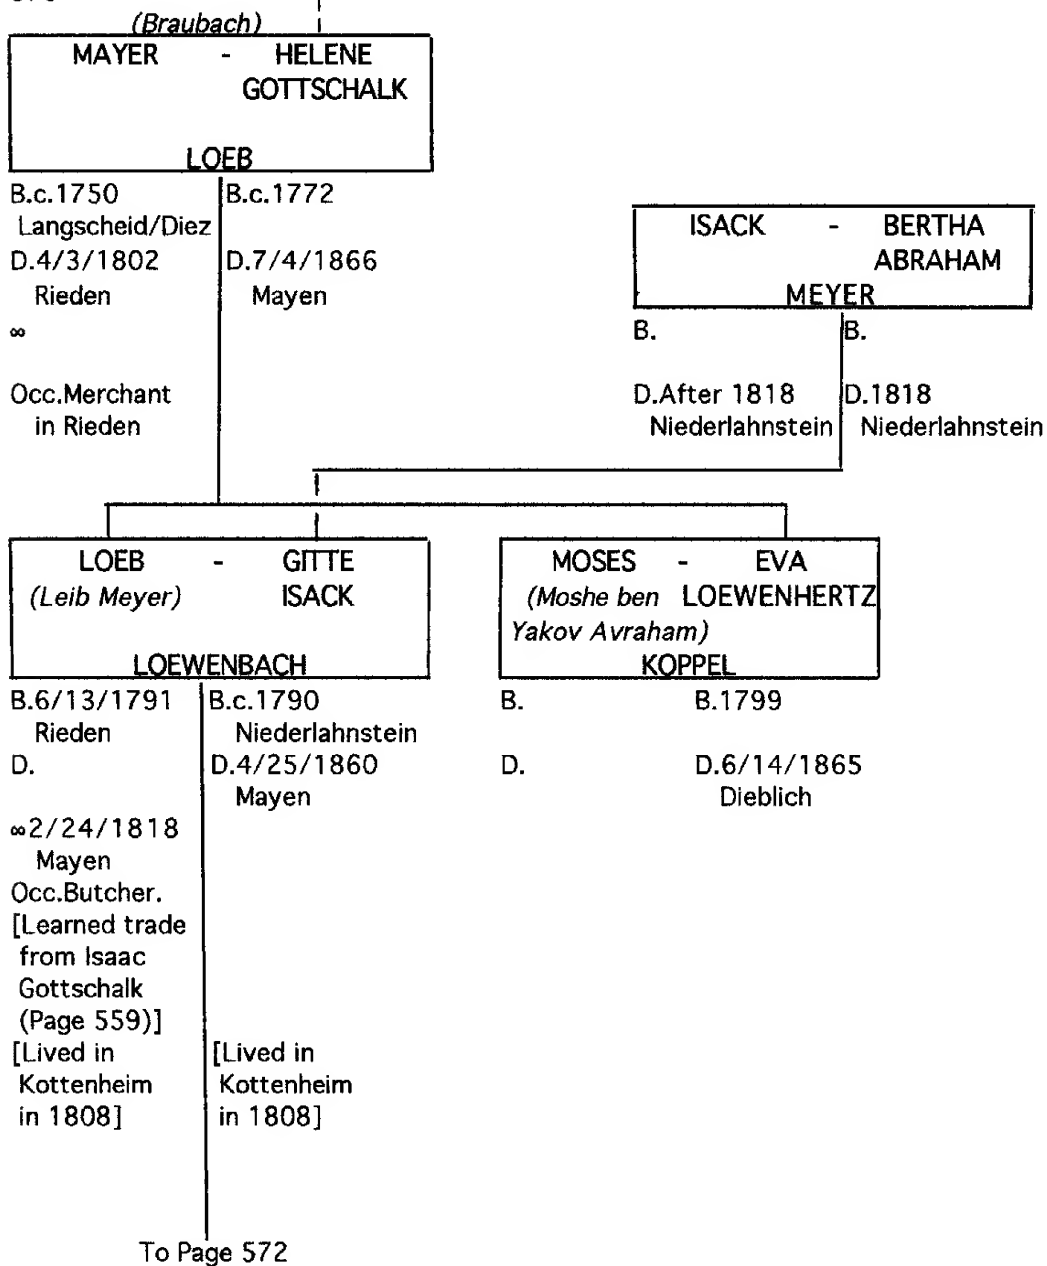 (Braubach)
MAYER - HELENE
GOTTSCHALK
LOEB
B.c.1750 B.c.1772
Langscheid/Diez
D.4/3/1802 D.7/4/1866
Rieden Mayen
∞
Occ.Merchant
in Rieden
ISACK - BERTHA
ABRAHAM
MEYER
B. B.
D.After 1818 D.1818
Niederlahnstein Niederlahnstein
LOEB - GITTE
(Leib Meyer) ISACK
LOEWENBACH
B.6/13/1791 B.c.1790
Rieden Niederlahnstein
D. D.4/25/1860
Mayen
∞2/24/1818
Mayen
Occ.Butcher.
[Learned trade
from Isaac
Gottschalk
(Page 559)]
[Lived in [Lived in
Kottenheim Kottenheim
in 1808] in 1808]
MOSES - EVA
(Moshe ben LOEWENHERTZ
Yakov Avraham)
KOPPEL
B. B.1799
D. D.6/14/1865
Dieblich
To Page 572